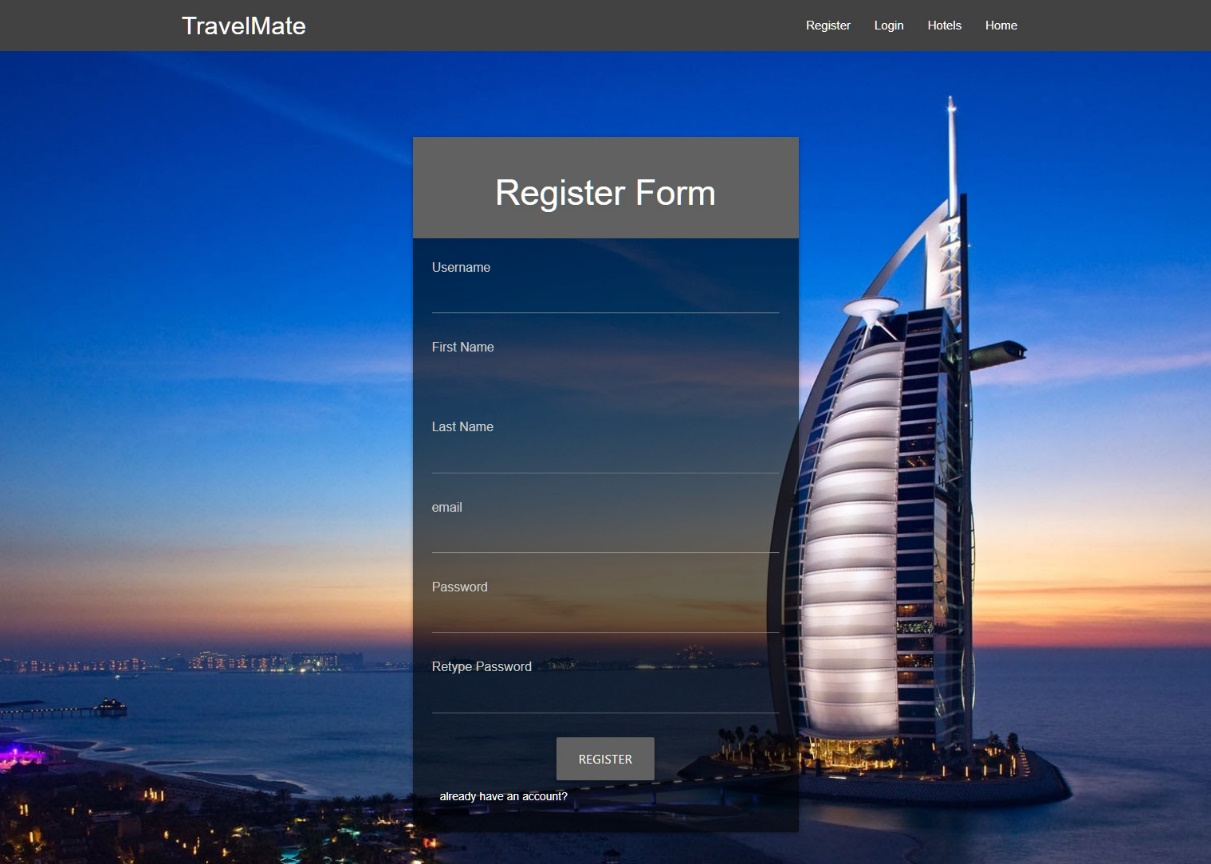 TravelMate
Register Login Hotels Home
Register Form
Username
First Name
Last Name
email
Password
Retype Password
REGISTER
already have an account?